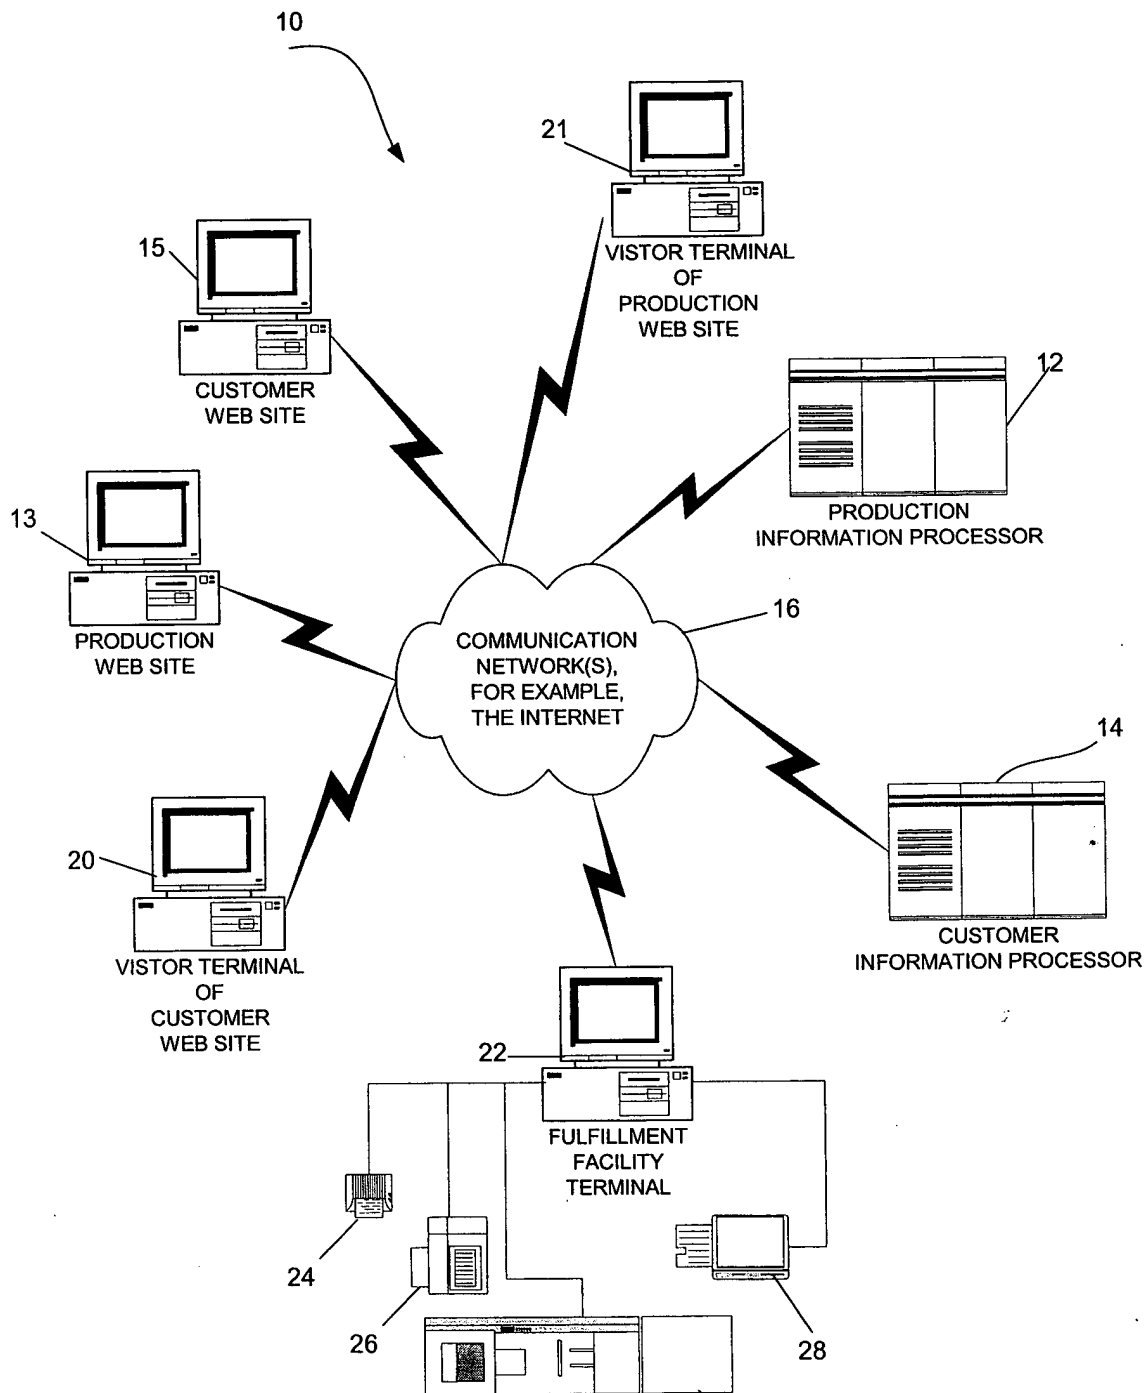 10
21
VISTOR TERMINAL
OF
PRODUCTION
WEB SITE
15
CUSTOMER
WEB SITE
12
PRODUCTION
INFORMATION PROCESSOR
13
PRODUCTION
WEB SITE
16
COMMUNICATION
NETWORK(S),
FOR EXAMPLE,
THE INTERNET
14
CUSTOMER
INFORMATION PROCESSOR
20
VISTOR TERMINAL
OF
CUSTOMER
WEB SITE
22
FULFILLMENT
FACILITY
TERMINAL
24
26
28